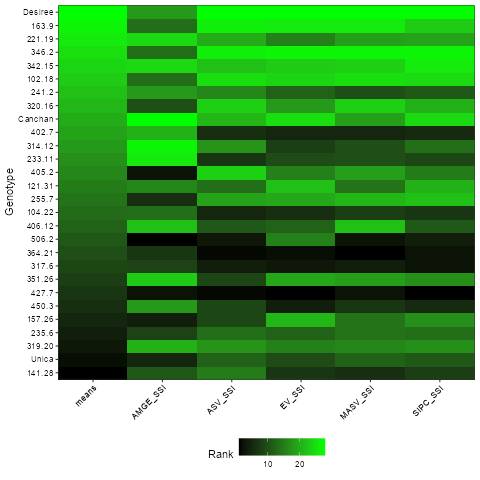 Genotype
Desiree
163.9
221.19
346.2
342.15
102.18
241.2
320.16
Canchan
402.7
314.12
233.11
405.2
121.31
255.7
104.22
406.12
506.2
364.21
317.6
351.26
427.7
450.3
157.26
235.6
319.20
Unica
141.28
means
AMGE_SSI
ASV_SSI
EV_SSI
MASV_SSI
SIPC_SSI
Rank
10 20